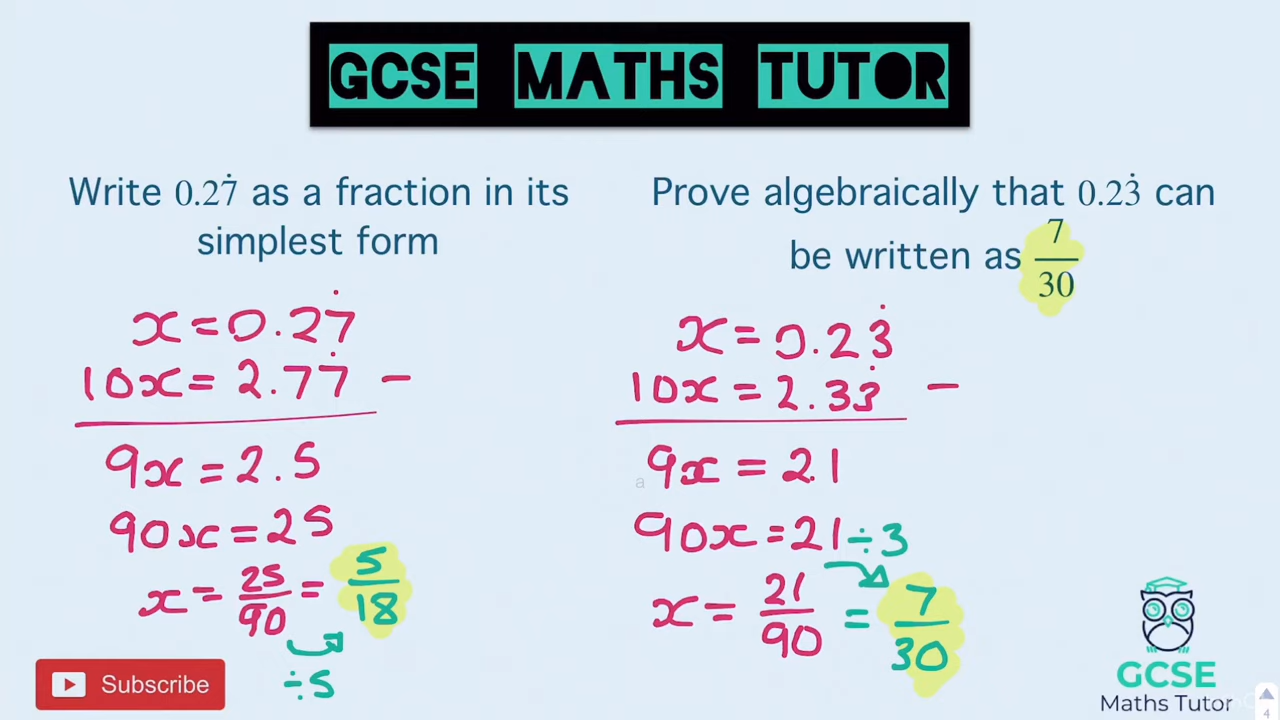 GCSE MATHS TUTOR
Write 0.27̇ as a fraction in its
simplest form
x = 0.27̇
10x = 2.77̇ −
9x = 2.5
90x = 25
x = 25/90 = 5/18
÷5
Subscribe
Prove algebraically that 0.23̇ can
be written as 7/30
x = 0.23̇
10x = 2.33̇ −
9x = 2.1
90x = 21 ÷3
x = 21/90 = 7/30
a
GCSE
Maths Tutor
4